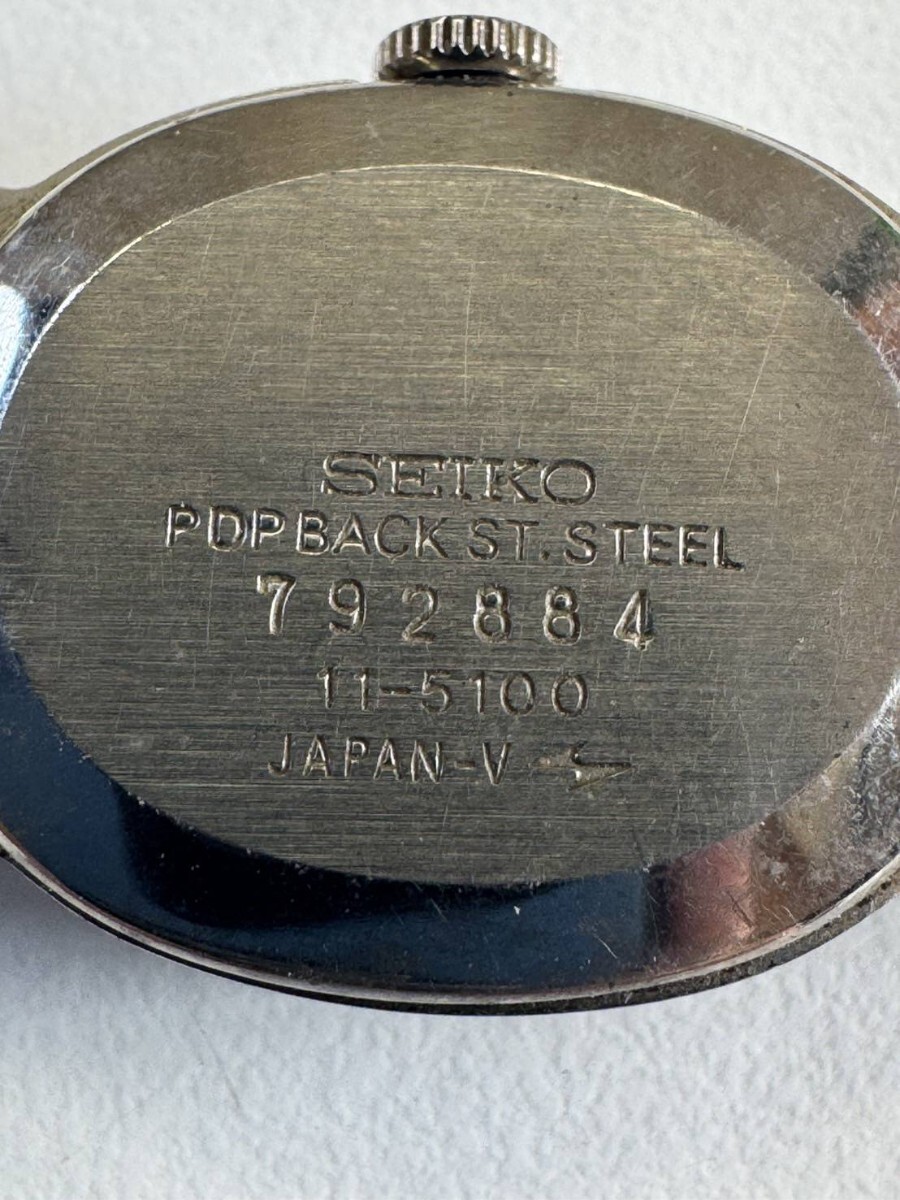 SEIKO
PDP BACK ST. STEEL
792884
11-5100
JAPAN-V